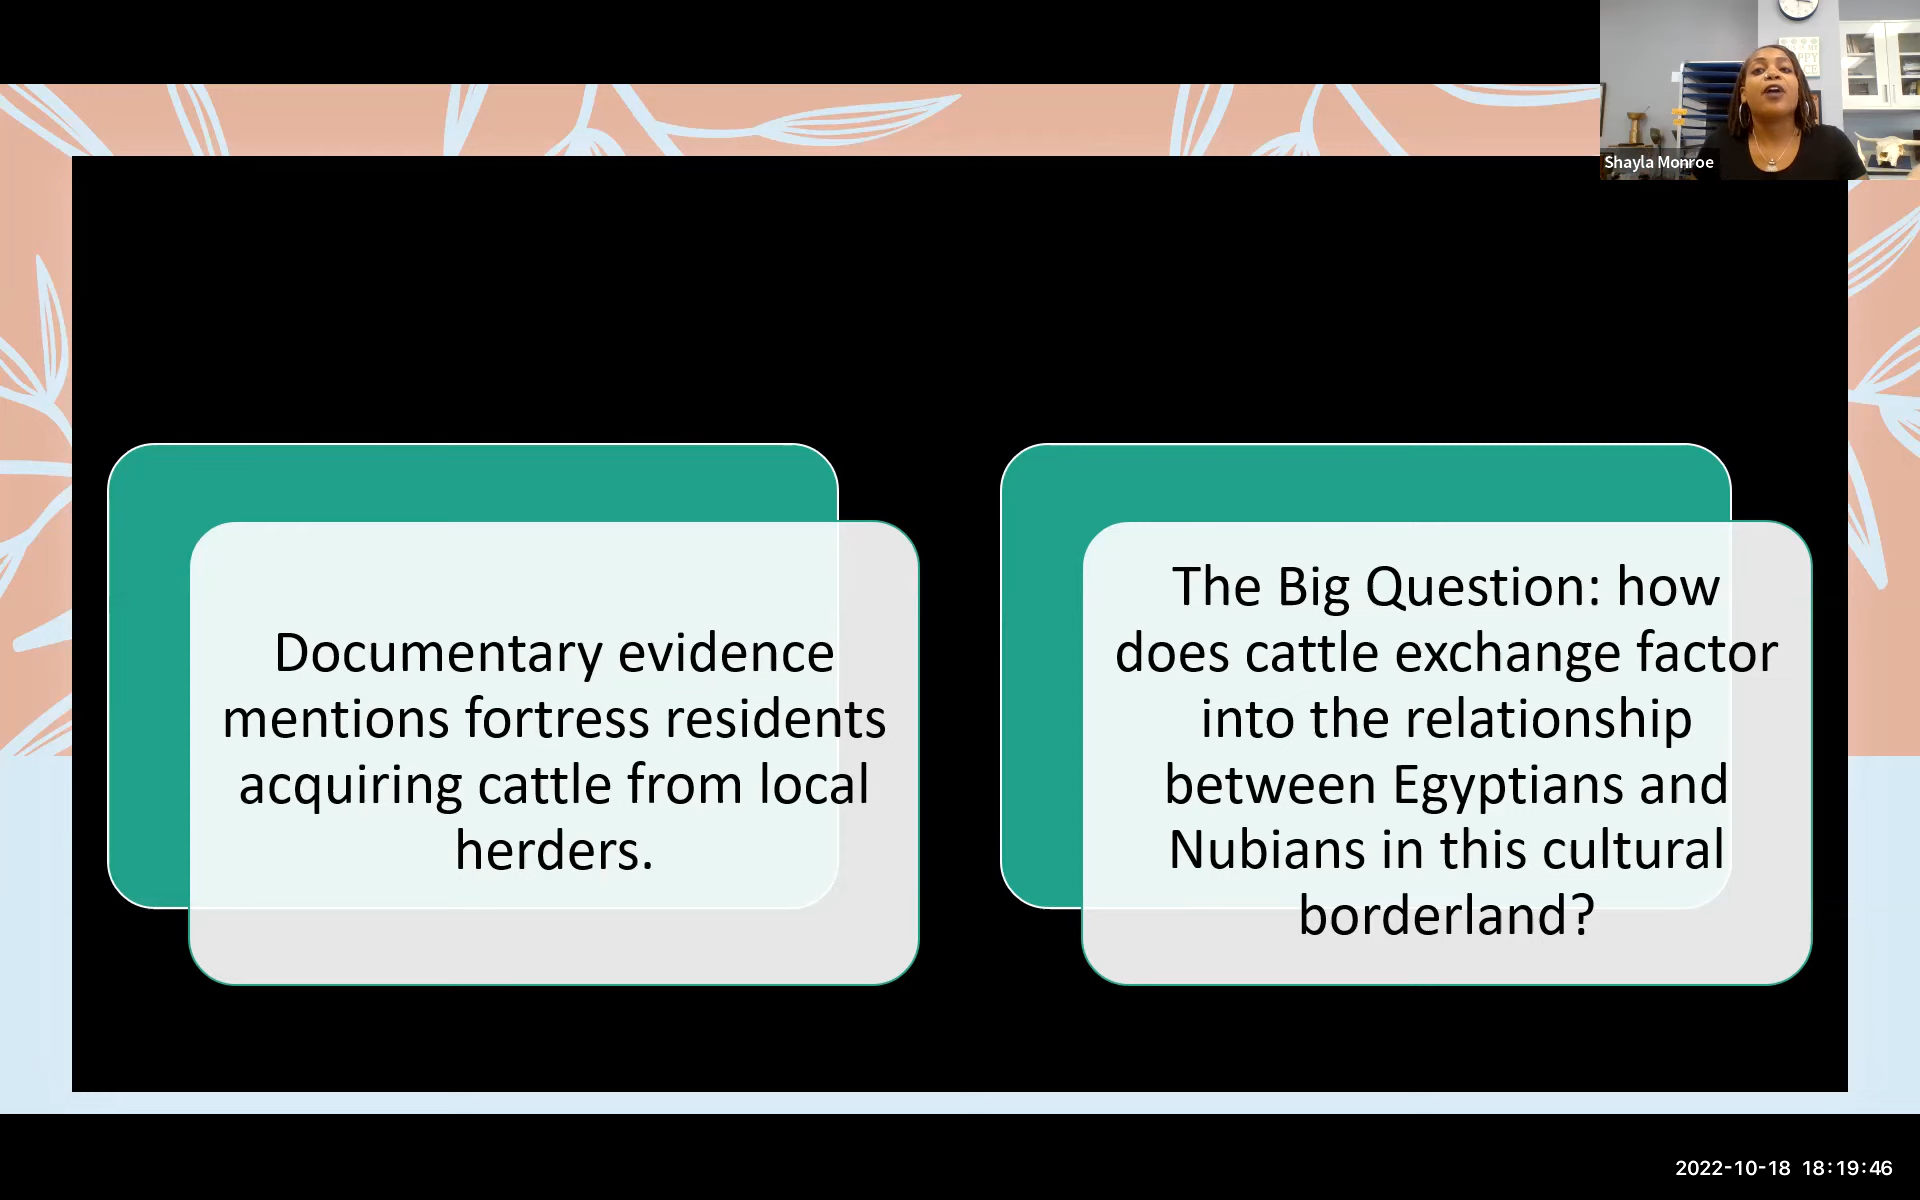 Shayla Monroe
Documentary evidence
mentions fortress residents
acquiring cattle from local
herders.
The Big Question: how
does cattle exchange factor
into the relationship
between Egyptians and
Nubians in this cultural
borderland?
2022-10-18 18:19:46